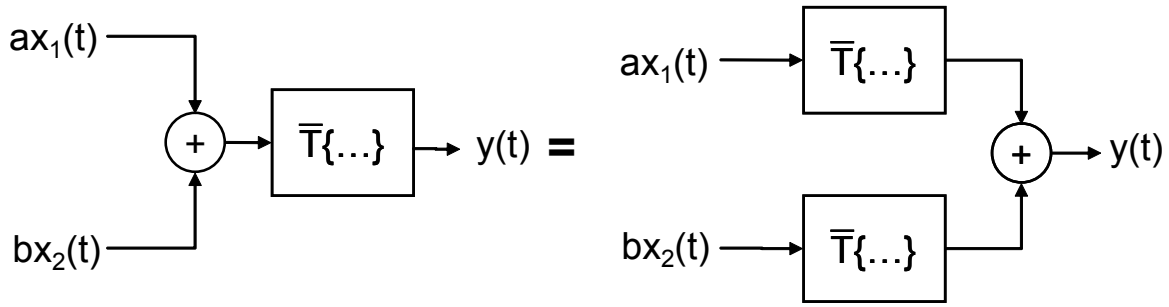 ax₁(t)
+
T̅{...}
y(t)
bx₂(t)
=
ax₁(t)
T̅{...}
+
y(t)
bx₂(t)
T̅{...}